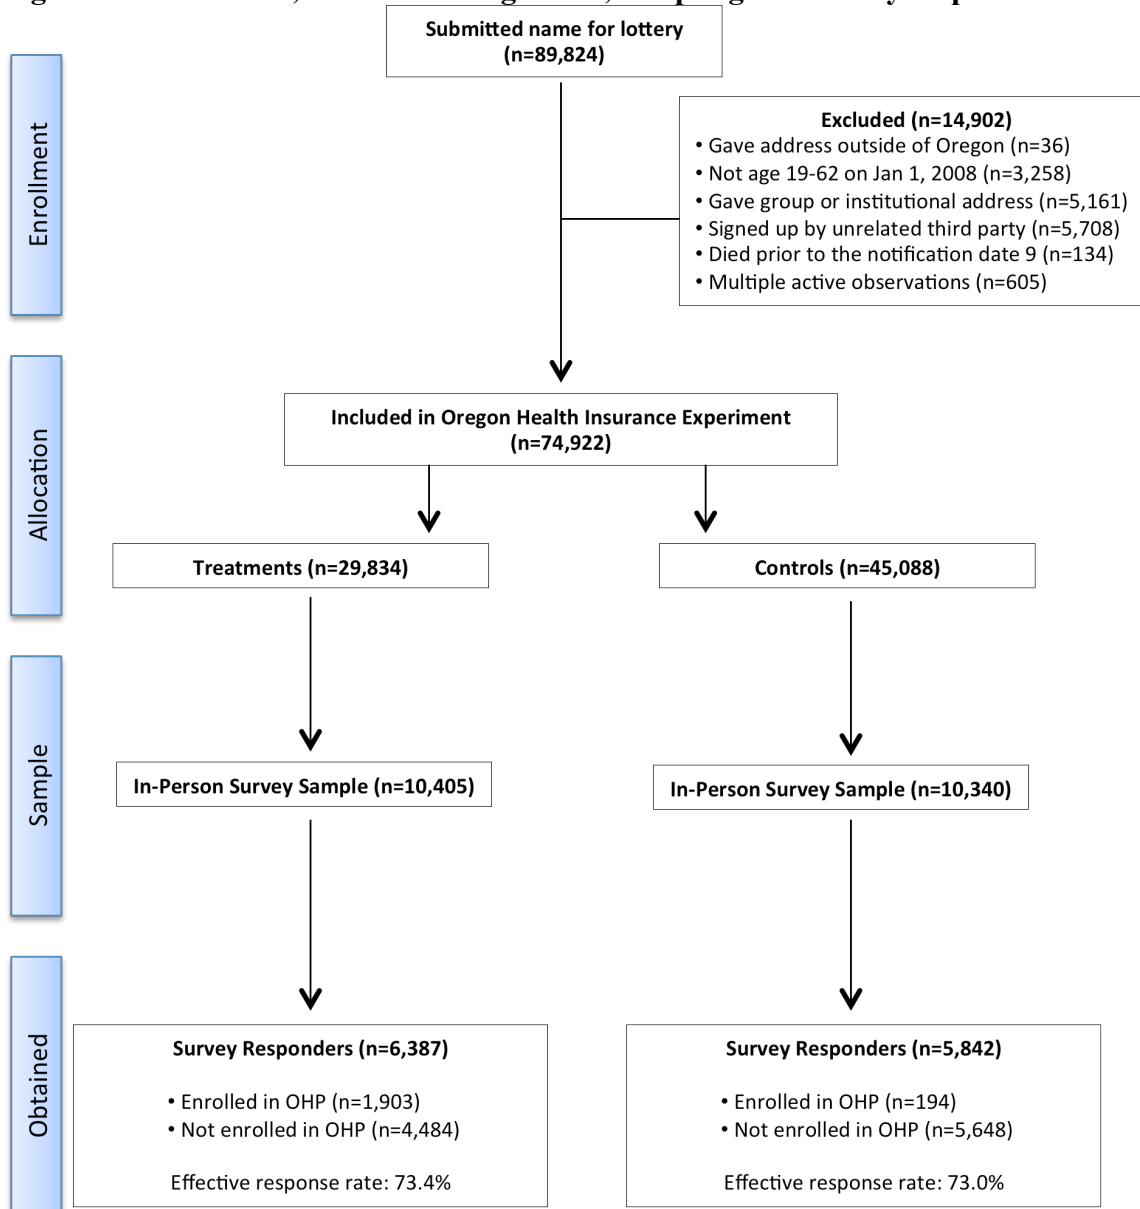 Submitted name for lottery
(n=89,824)
Enrollment
Excluded (n=14,902)
• Gave address outside of Oregon (n=36)
• Not age 19-62 on Jan 1, 2008 (n=3,258)
• Gave group or institutional address (n=5,161)
• Signed up by unrelated third party (n=5,708)
• Died prior to the notification date 9 (n=134)
• Multiple active observations (n=605)
Allocation
Included in Oregon Health Insurance Experiment
(n=74,922)
Treatments (n=29,834)
Controls (n=45,088)
Sample
In-Person Survey Sample (n=10,405)
In-Person Survey Sample (n=10,340)
Obtained
Survey Responders (n=6,387)
• Enrolled in OHP (n=1,903)
• Not enrolled in OHP (n=4,484)
Effective response rate: 73.4%
Survey Responders (n=5,842)
• Enrolled in OHP (n=194)
• Not enrolled in OHP (n=5,648)
Effective response rate: 73.0%